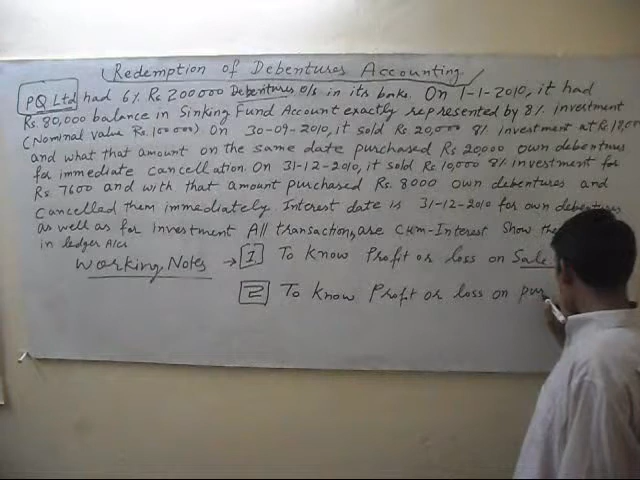 Redemption of Debentures Accounting
PQ Ltd had 6% Rs 200000 Debentures o/s in its books. On 1-1-2010, it had
Rs. 80,000 balance in Sinking Fund Account exactly represented by 8% investment
(Nominal value Rs. 100000) On 30-09-2010, it sold Rs. 20,000 8% investment at Rs. 18,00
and what that amount on the same date purchased Rs 20,000 own debentures
for immediate cancellation. On 31-12-2010, it sold Rs 10,000 8% investment for
Rs. 7600 and with that amount purchased Rs. 8000 own debentures and
Cancelled them immediately. Interest date is 31-12-2010 for own debentures
as well as for investment All transactions are Cum-Interest Show the
in ledger A/cs
Working Notes → 1 To Know Profit or loss on Sale
2 To Know Profit or loss on pur